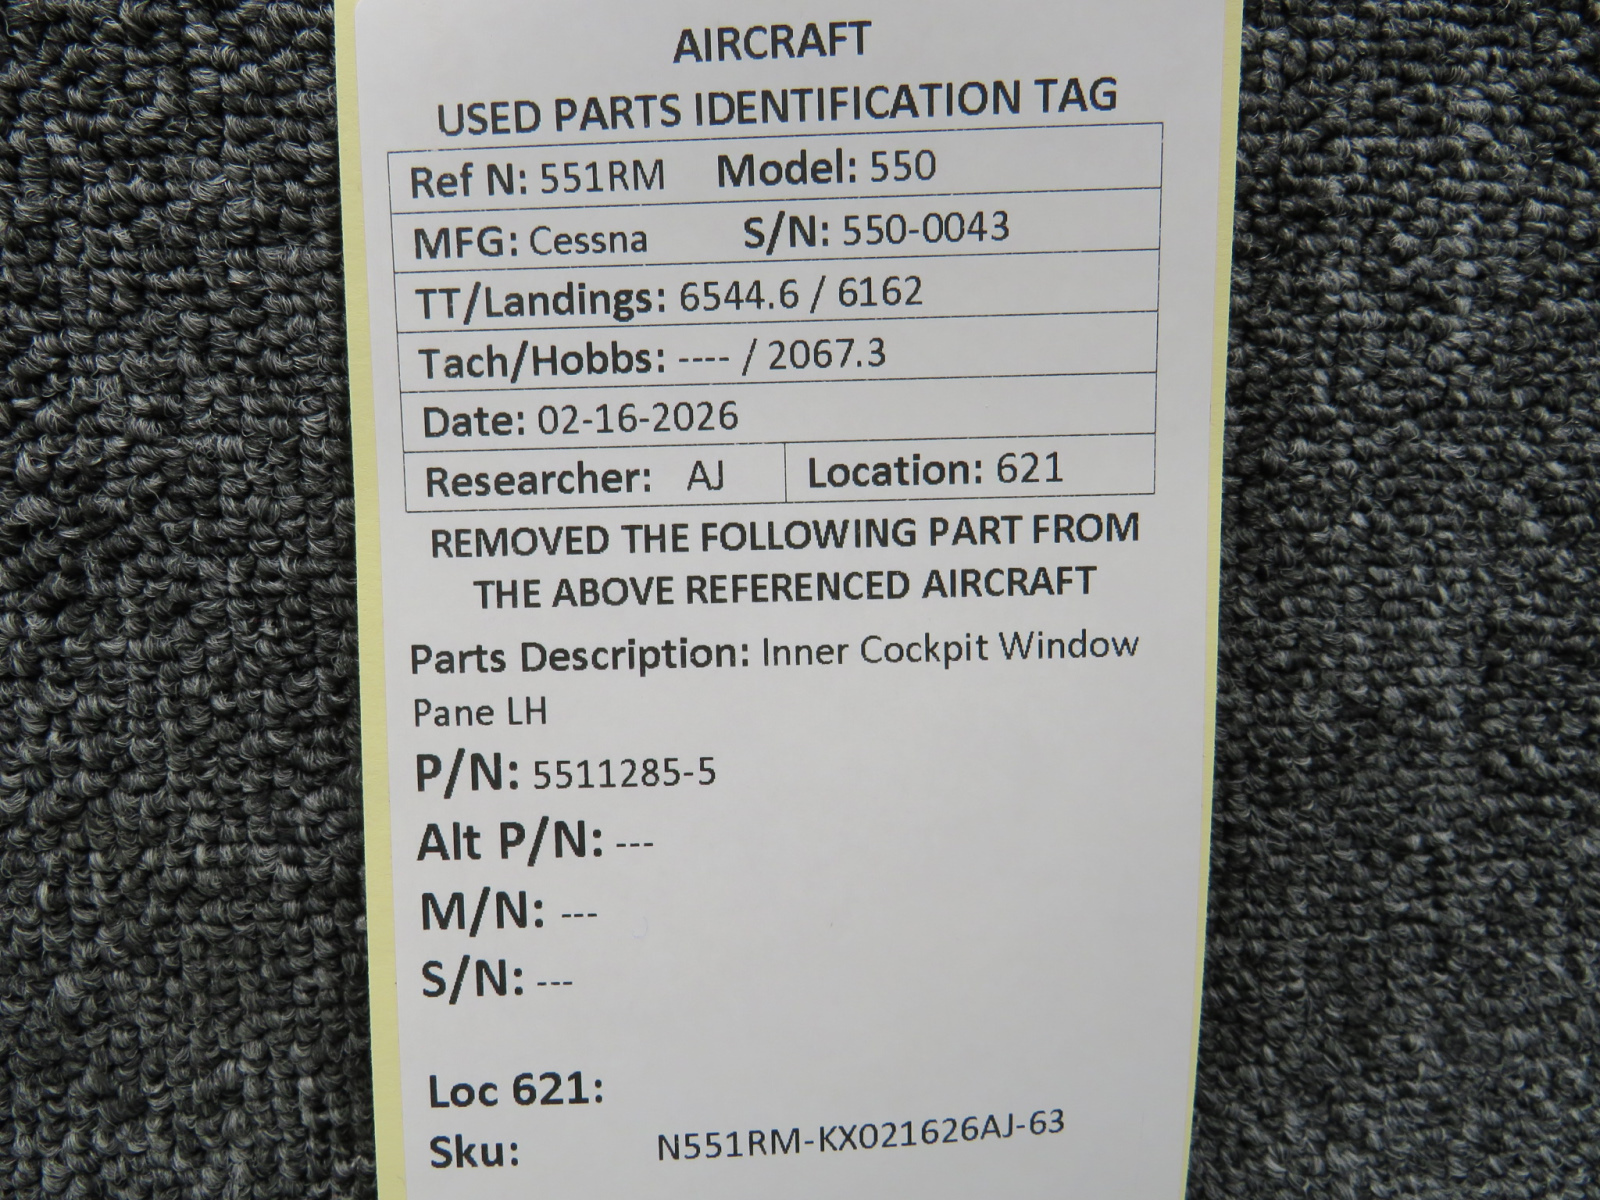 AIRCRAFT
USED PARTS IDENTIFICATION TAG
Ref N: 551RM Model: 550
MFG: Cessna S/N: 550-0043
TT/Landings: 6544.6 / 6162
Tach/Hobbs: ---- / 2067.3
Date: 02-16-2026
Researcher: AJ Location: 621
REMOVED THE FOLLOWING PART FROM
THE ABOVE REFERENCED AIRCRAFT
Parts Description: Inner Cockpit Window
Pane LH
P/N: 5511285-5
Alt P/N: ---
M/N: ---
S/N: ---
Loc 621:
Sku: N551RM-KX021626AJ-63